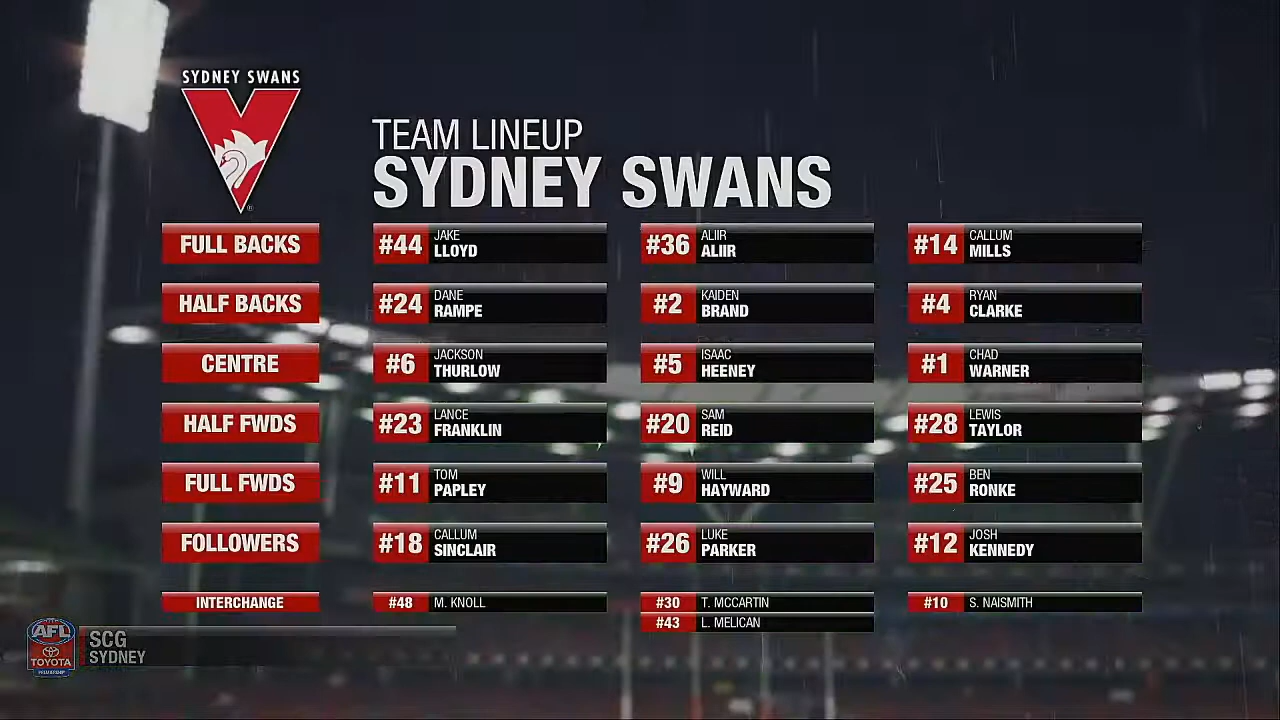 SYDNEY SWANS
TEAM LINEUP
SYDNEY SWANS
FULL BACKS #44 JAKE LLOYD #36 ALIIR ALIIR #14 CALLUM MILLS
HALF BACKS #24 DANE RAMPE #2 KAIDEN BRAND #4 RYAN CLARKE
CENTRE #6 JACKSON THURLOW #5 ISAAC HEENEY #1 CHAD WARNER
HALF FWDS #23 LANCE FRANKLIN #20 SAM REID #28 LEWIS TAYLOR
FULL FWDS #11 TOM PAPLEY #9 WILL HAYWARD #25 BEN RONKE
FOLLOWERS #18 CALLUM SINCLAIR #26 LUKE PARKER #12 JOSH KENNEDY
INTERCHANGE #48 M. KNOLL #30 T. MCCARTIN #10 S. NAISMITH
#43 L. MELICAN
AFL
TOYOTA
SCG
SYDNEY